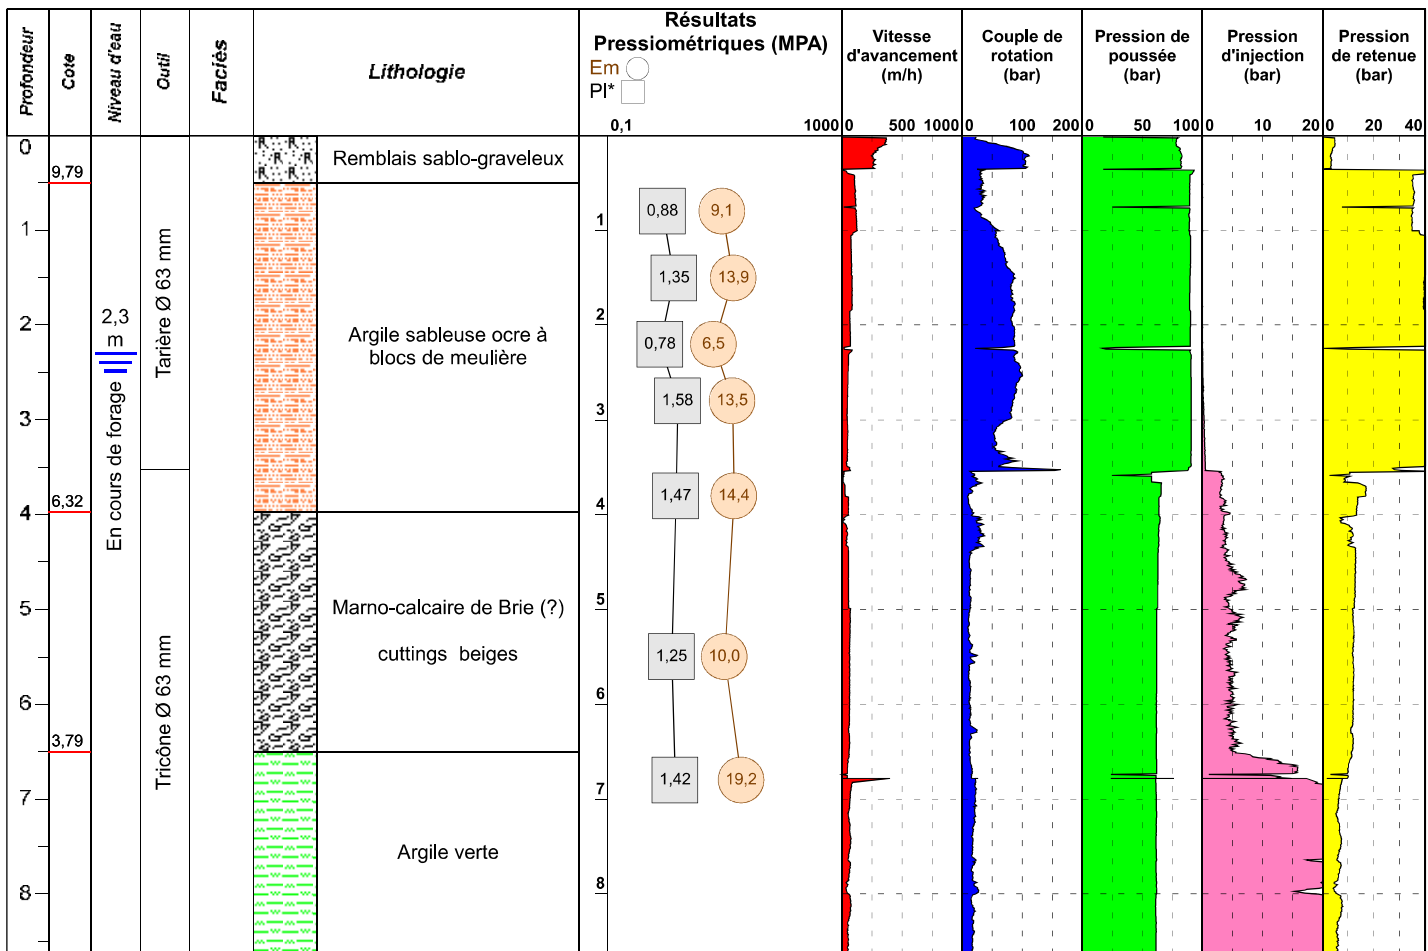 Profondeur
Cote
Niveau d'eau
Outil
Faciès
Lithologie
Résultats
Pressiométriques (MPA)
Em
Pl*
0,1 1000
Vitesse
d'avancement
(m/h)
0 500 1000
Couple de
rotation
(bar)
0 100 200
Pression de
poussée
(bar)
0 50 100
Pression
d'injection
(bar)
0 10 20
Pression
de retenue
(bar)
0 20 40
0
1
2
3
4
5
6
7
8
9,79
6,32
3,79
2,3
m
En cours de forage
Tarière Ø 63 mm
Tricône Ø 63 mm
R R
R R
R R
Remblais sablo-graveleux
Argile sableuse ocre à
blocs de meulière
Marno-calcaire de Brie (?)
cuttings beiges
Argile verte
1
2
3
4
5
6
7
8
0,88 9,1
1,35 13,9
0,78 6,5
1,58 13,5
1,47 14,4
1,25 10,0
1,42 19,2